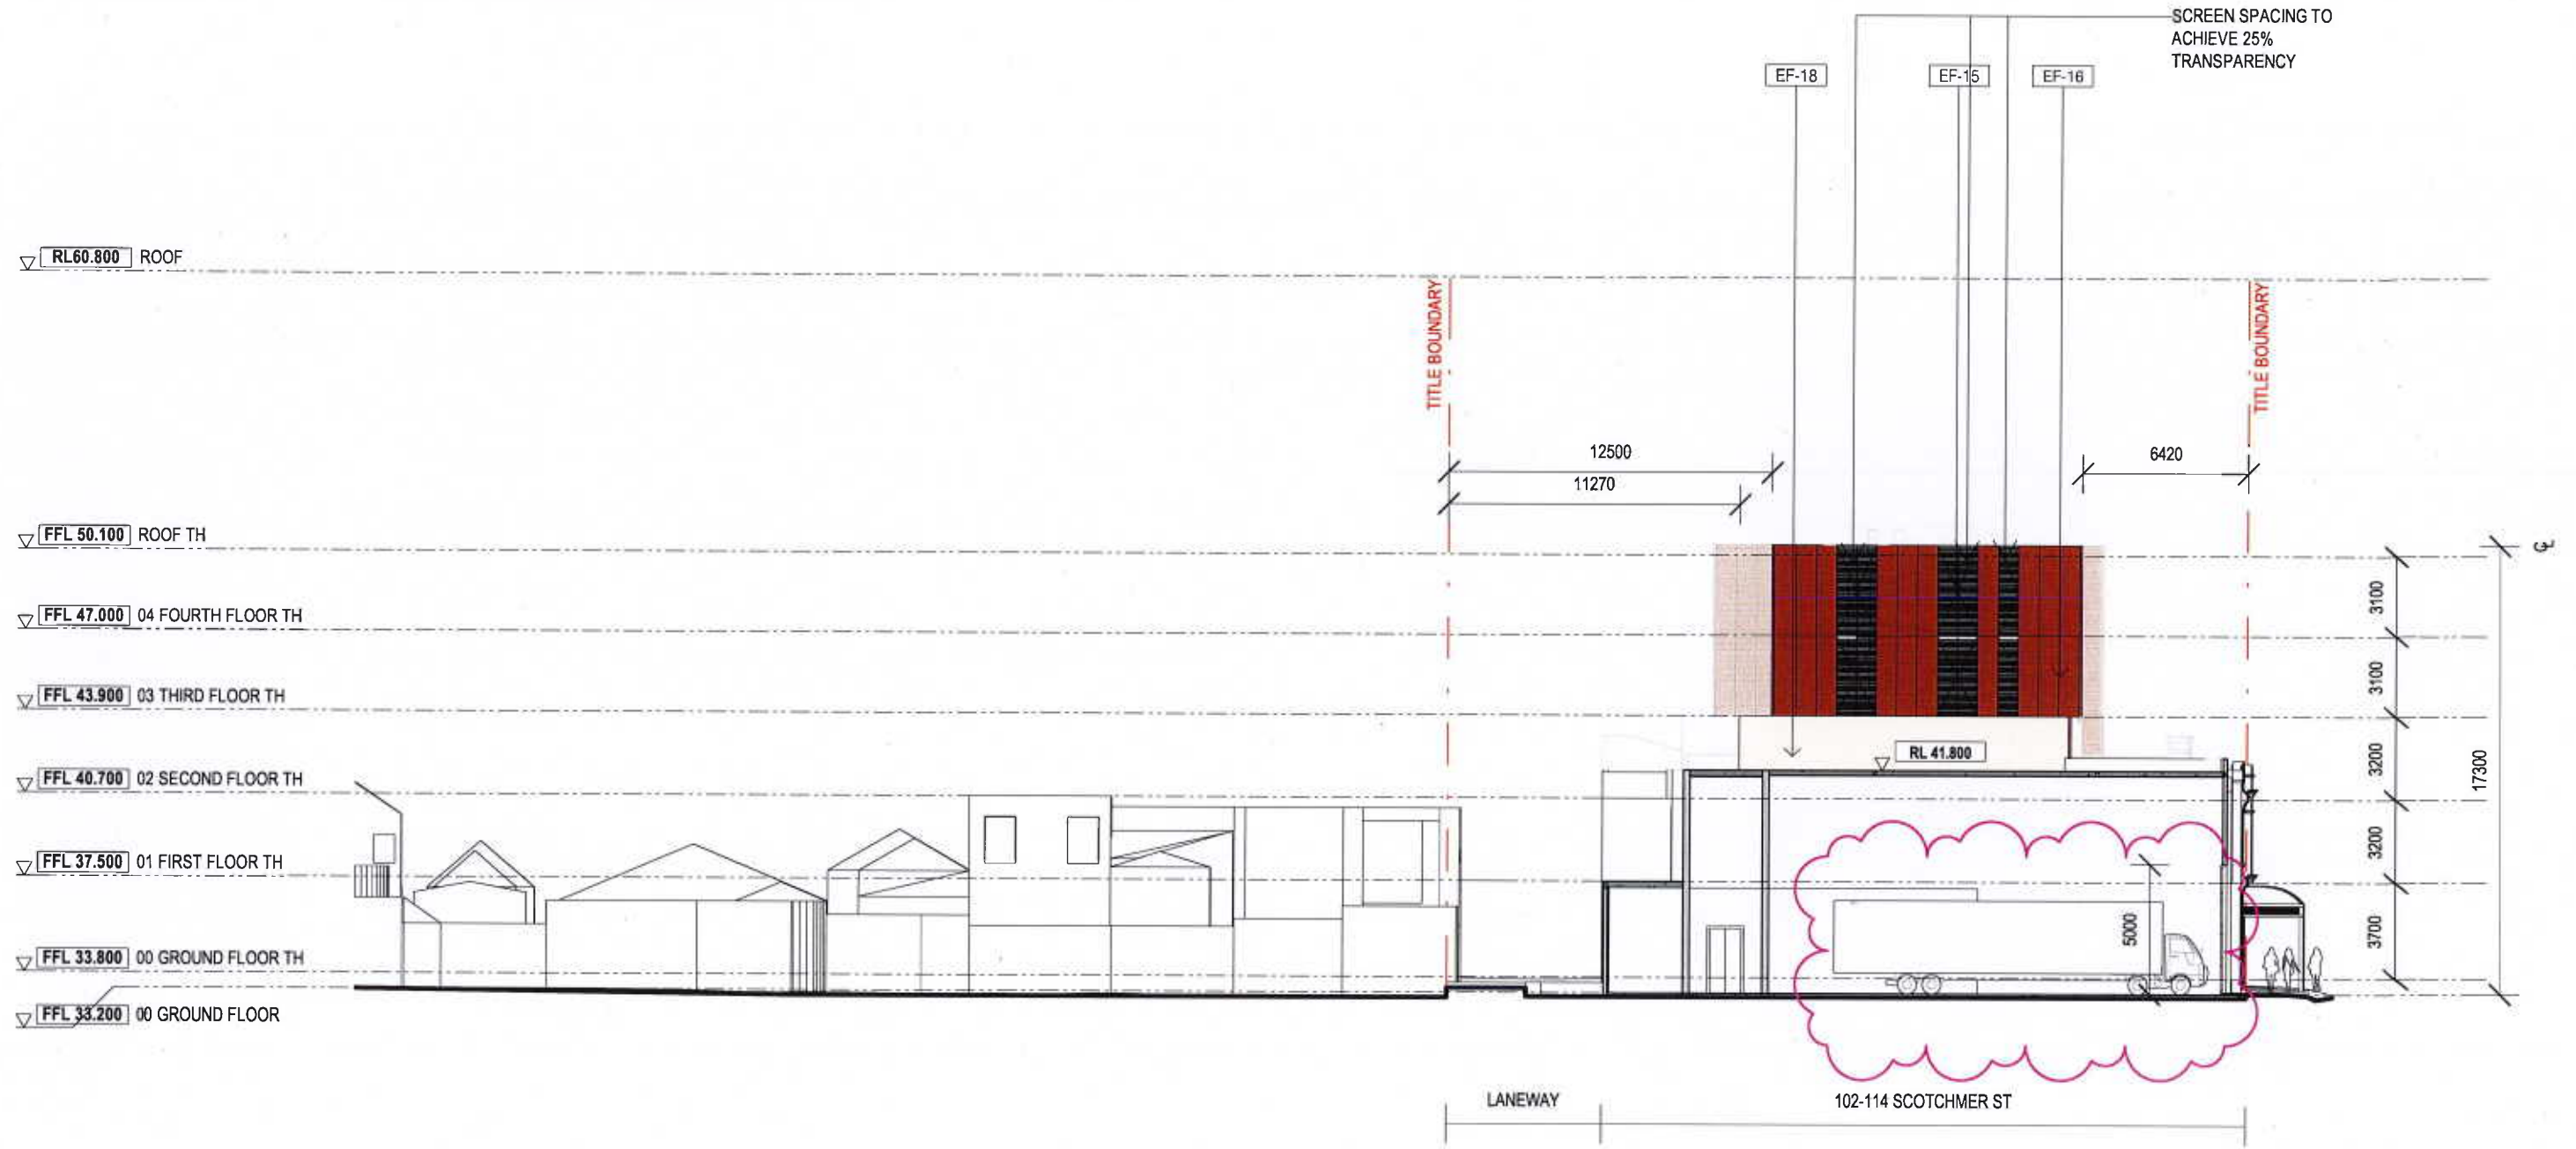 SCREEN SPACING TO
ACHIEVE 25%
TRANSPARENCY
EF-18
EF-15
EF-16
RL60.800 ROOF
TITLE BOUNDARY
TITLE BOUNDARY
12500
6420
11270
FFL 50.100 ROOF TH
FFL 47.000 04 FOURTH FLOOR TH
3100
FFL 43.900 03 THIRD FLOOR TH
3100
RL 41.800
FFL 40.700 02 SECOND FLOOR TH
3200
17300
FFL 37.500 01 FIRST FLOOR TH
3200
5000
3700
FFL 33.800 00 GROUND FLOOR TH
FFL 33.200 00 GROUND FLOOR
LANEWAY
102-114 SCOTCHMER ST